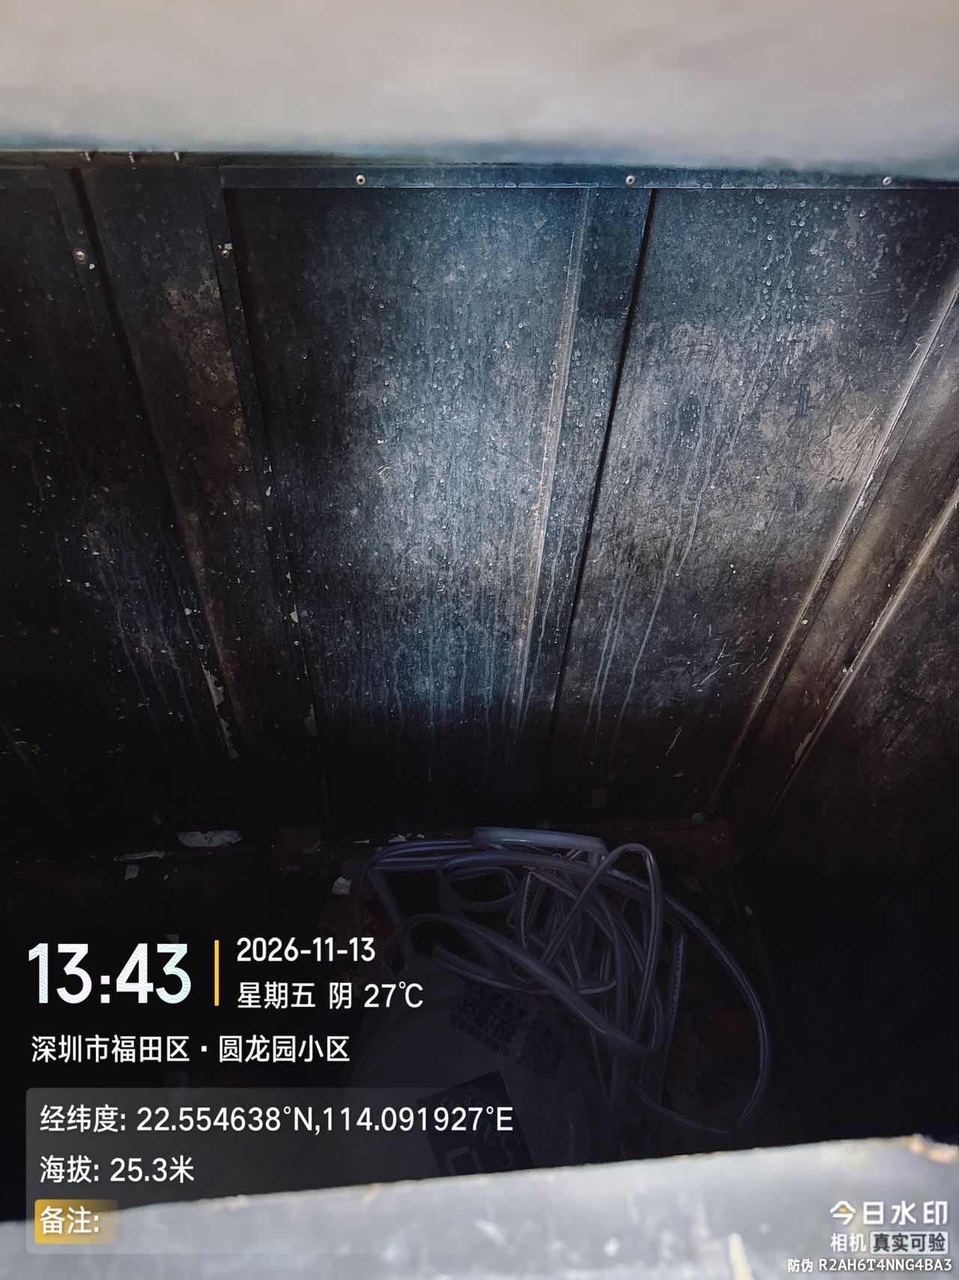 13:43
2026-11-13
星期五 阴 27℃
深圳市福田区·圆龙园小区
经纬度: 22.554638°N,114.091927°E
海拔: 25.3米
备注:
今日水印
相机 真实可验
防伪 R2AH6T4NNG4BA3